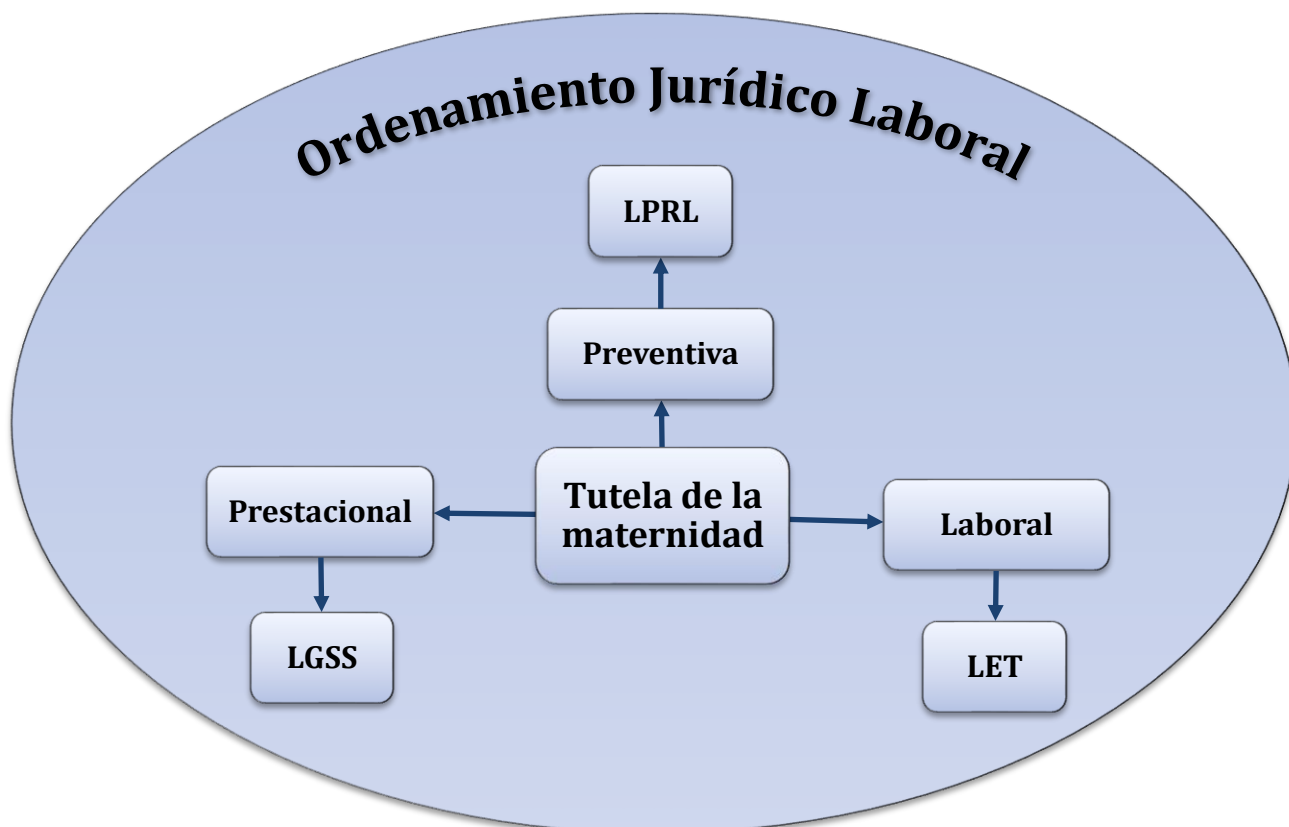 Ordenamiento Jurídico Laboral
LPRL
Preventiva
Prestacional
Tutela de la
maternidad
Laboral
LGSS
LET